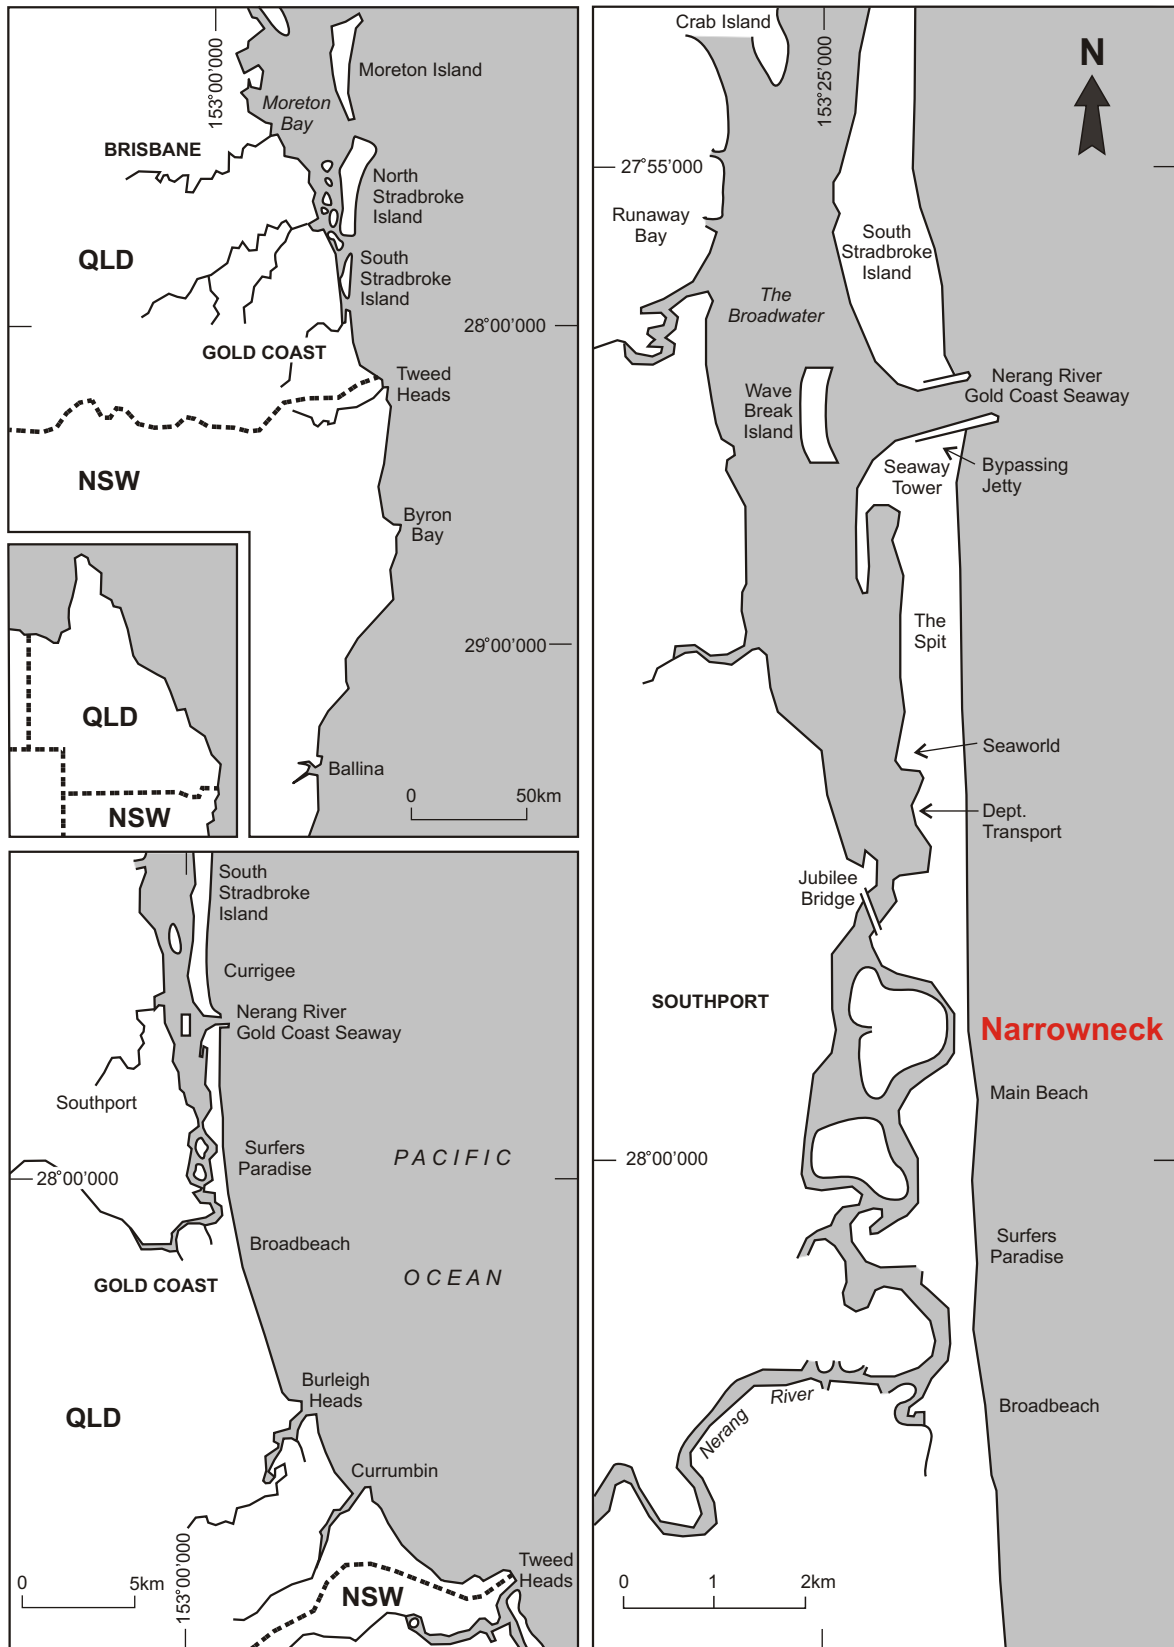 153°00'000
Moreton Island
Moreton
Bay
BRISBANE
North
Stradbroke
Island
QLD
South
Stradbroke
Island
28°00'000
GOLD COAST
Tweed
Heads
NSW
Byron
Bay
29°00'000
Ballina
0
50km
QLD
NSW
South
Stradbroke
Island
Currigee
Nerang River
Gold Coast Seaway
Southport
Surfers
Paradise
28°00'000
PACIFIC
Broadbeach
GOLD COAST
OCEAN
Burleigh
Heads
QLD
Currumbin
153°00'000
0
5km
Tweed
Heads
NSW
Crab Island
153°25'000
N
27°55'000
Runaway
Bay
South
Stradbroke
Island
The
Broadwater
Nerang River
Gold Coast Seaway
Wave
Break
Island
Seaway
Tower
Bypassing
Jetty
The
Spit
Seaworld
Dept.
Transport
Jubilee
Bridge
SOUTHPORT
Narrowneck
Main Beach
28°00'000
Surfers
Paradise
Nerang
River
Broadbeach
0
1
2km